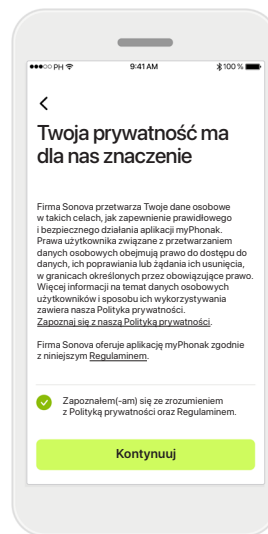 PH 9:41 AM 100 %
Twoja prywatność ma
dla nas znaczenie
Firma Sonova przetwarza Twoje dane osobowe
w takich celach, jak zapewnienie prawidłowego
i bezpiecznego działania aplikacji myPhonak.
Prawa użytkownika związane z przetwarzaniem
danych osobowych obejmują prawo do dostępu do
danych, ich poprawiania lub żądania ich usunięcia,
w granicach określonych przez obowiązujące prawo.
Więcej informacji na temat danych osobowych
użytkowników i sposobu ich wykorzystywania
zawiera nasza Polityka prywatności.
Zapoznaj się z naszą Polityką prywatności.
Firma Sonova oferuje aplikację myPhonak zgodnie
z niniejszym Regulaminem.
Zapoznałem(-am) się ze zrozumieniem
z Polityką prywatności oraz Regulaminem.
Kontynuuj